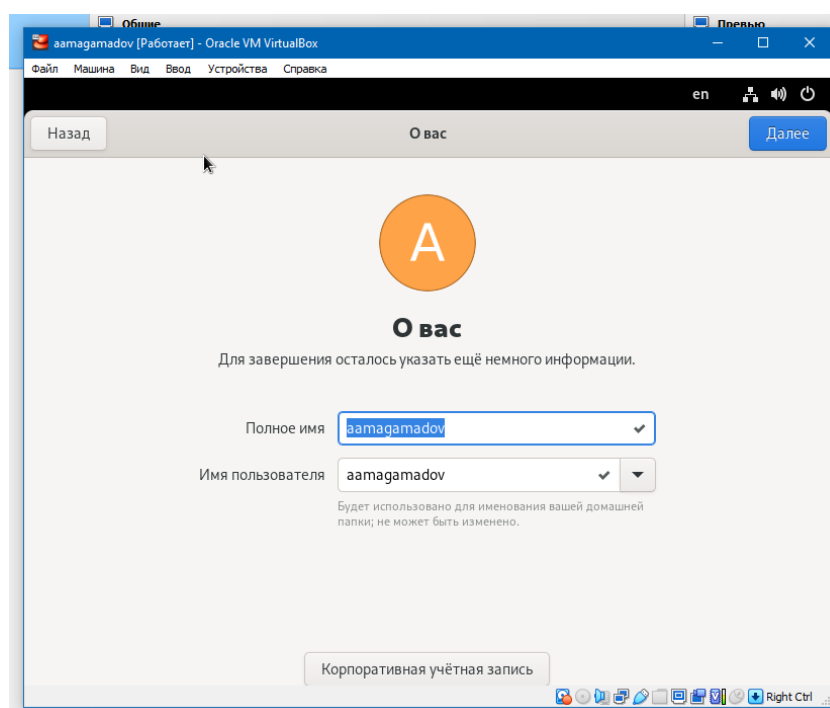 Общие
Превью
aamagamadov [Работает] - Oracle VM VirtualBox
Файл Машина Вид Ввод Устройства Справка
en
Назад
О вас
Далее
A
О вас
Для завершения осталось указать ещё немного информации.
Полное имя aamagamadov
Имя пользователя aamagamadov
Будет использовано для именования вашей домашней
папки; не может быть изменено.
Корпоративная учётная запись
Right Ctrl